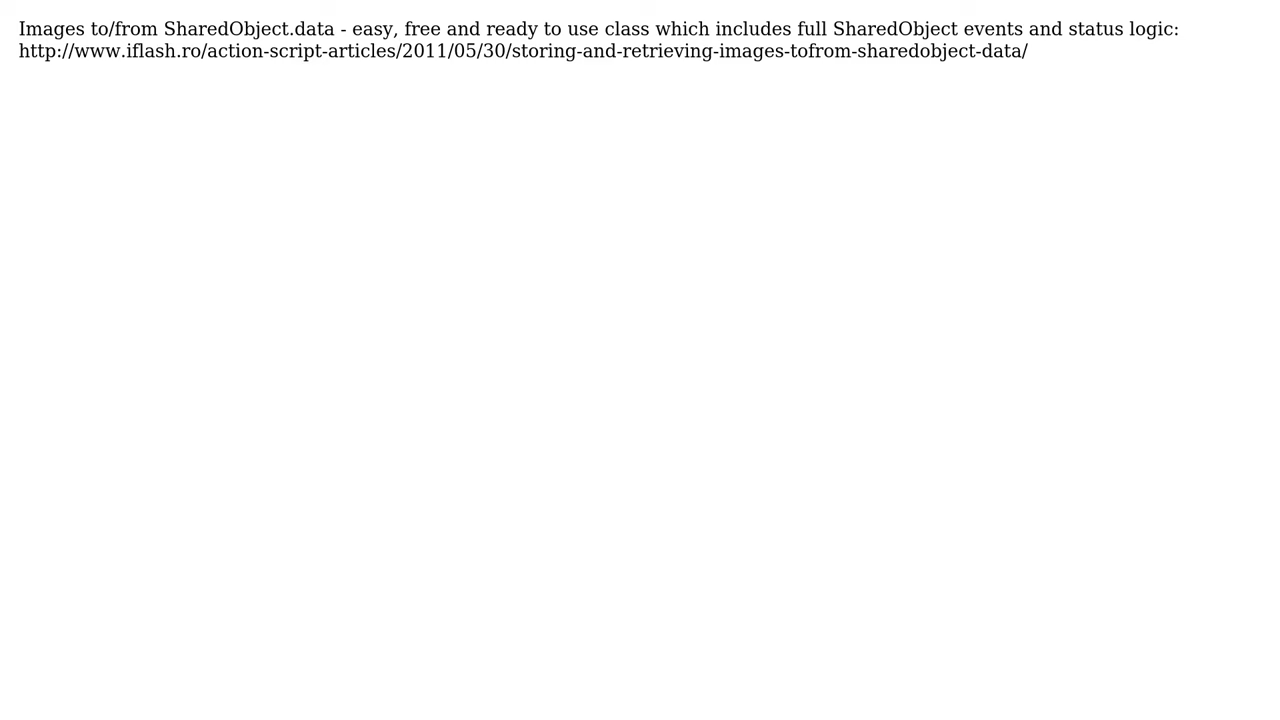 Images to/from SharedObject.data - easy, free and ready to use class which includes full SharedObject events and status logic:
http://www.iflash.ro/action-script-articles/2011/05/30/storing-and-retrieving-images-tofrom-sharedobject-data/